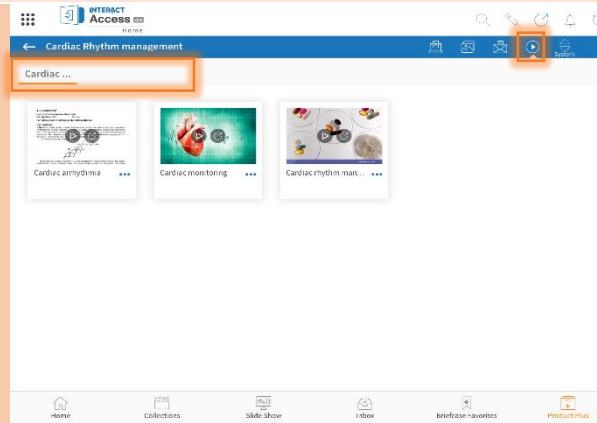 INTERACT
Access
Home
Cardiac Rhythm management
System
Cardiac ...
Cardiac arrhythmia
Cardiac monitoring
Cardiac rhythm man...
Home
Collections
Slide Show
Inbox
Briefcase Favorites
Product Plus